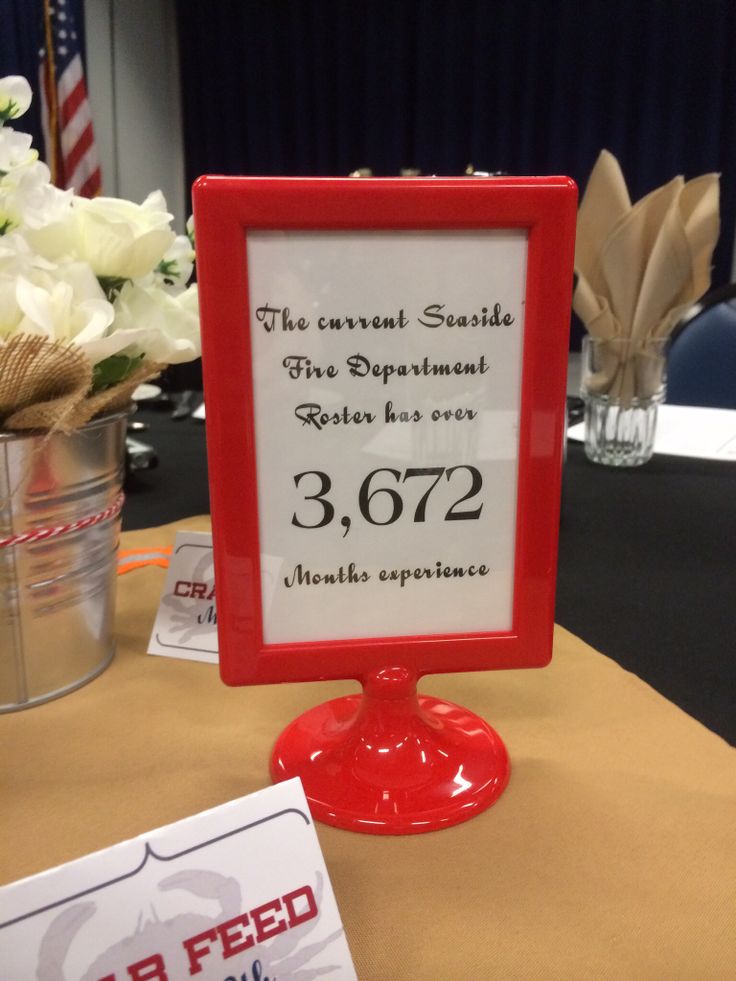 The current Seaside
Fire Department
Roster has over
3,672
Months experience
FEED